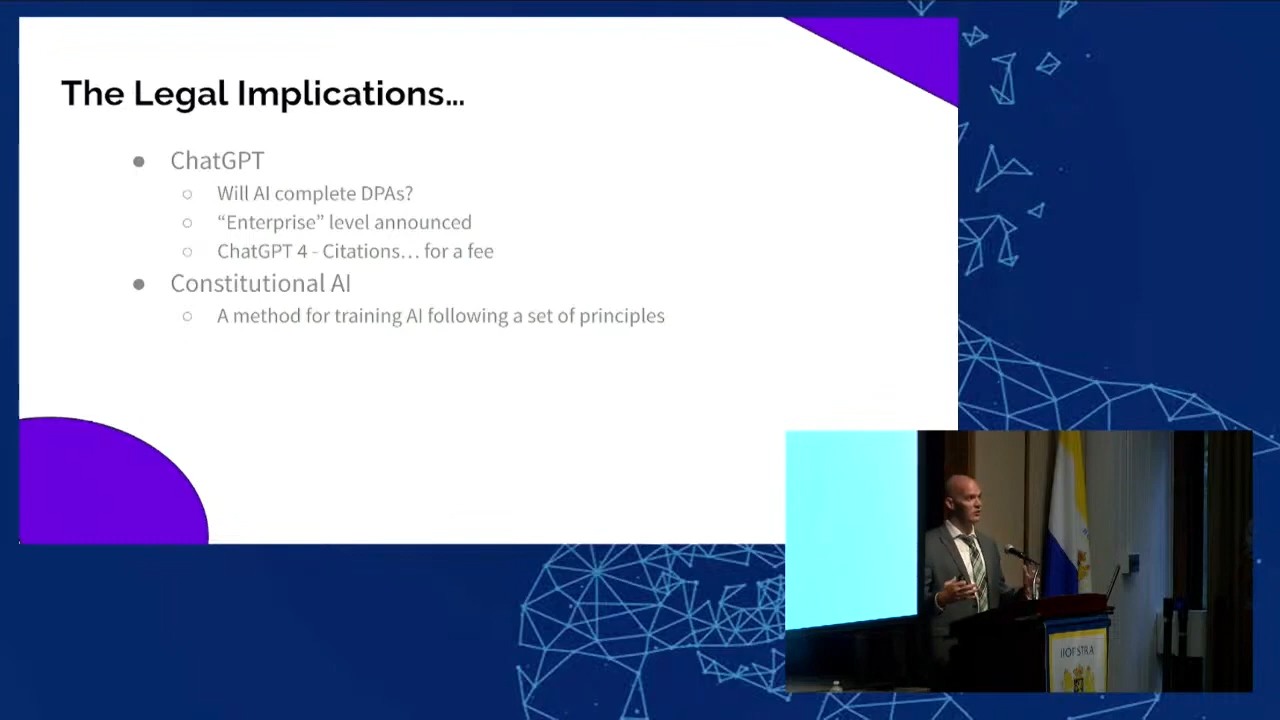 The Legal Implications…
● ChatGPT
○ Will AI complete DPAs?
○ “Enterprise” level announced
○ ChatGPT 4 - Citations… for a fee
● Constitutional AI
○ A method for training AI following a set of principles
HOFSTRA